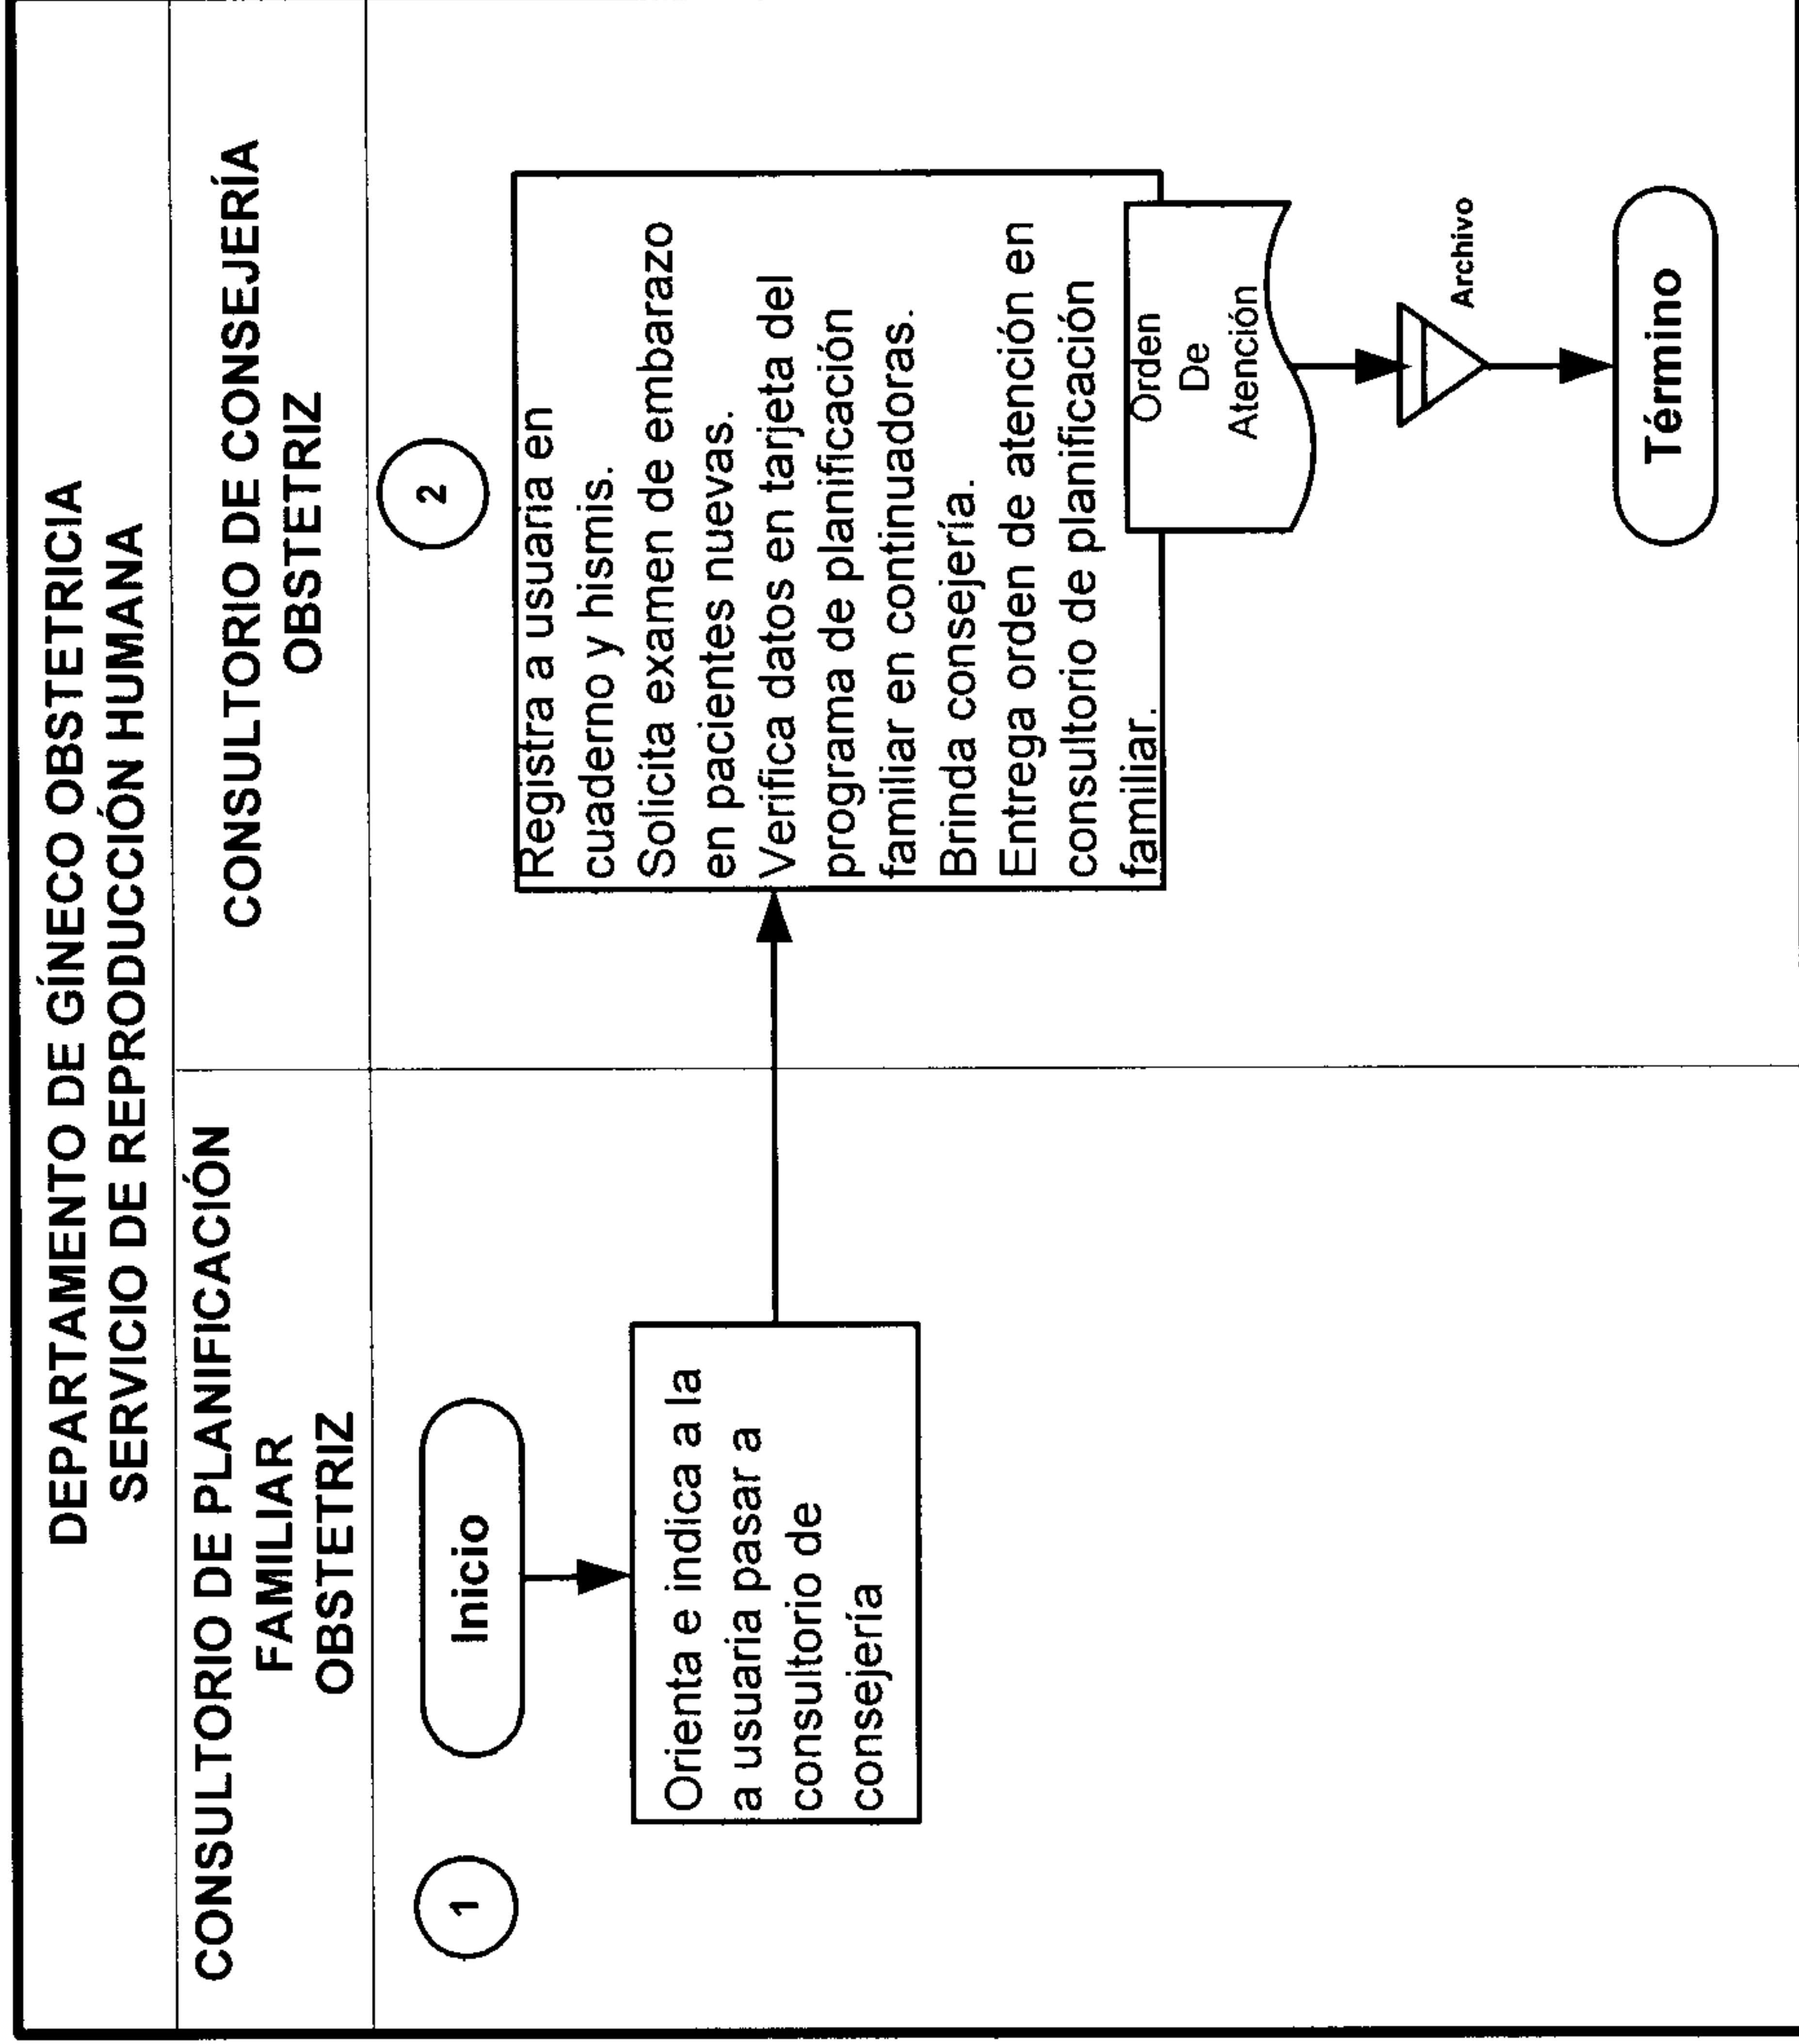 DEPARTAMENTO DE GÍNECO OBSTETRICIA
SERVICIO DE REPRODUCCIÓN HUMANA
CONSULTORIO DE PLANIFICACIÓN
FAMILIAR
OBSTETRIZ
CONSULTORIO DE CONSEJERÍA
OBSTETRIZ
1
Inicio
Orienta e indica a la
a usuaria pasar a
consultorio de
consejería
2
Registra a usuaria en
cuaderno y hismis.
Solicita examen de embarazo
en pacientes nuevas.
Verifica datos en tarjeta del
programa de planificación
familiar en continuadoras.
Brinda consejería.
Entrega orden de atención en
consultorio de planificación
familiar.
Orden
De
Atención
Archivo
Término